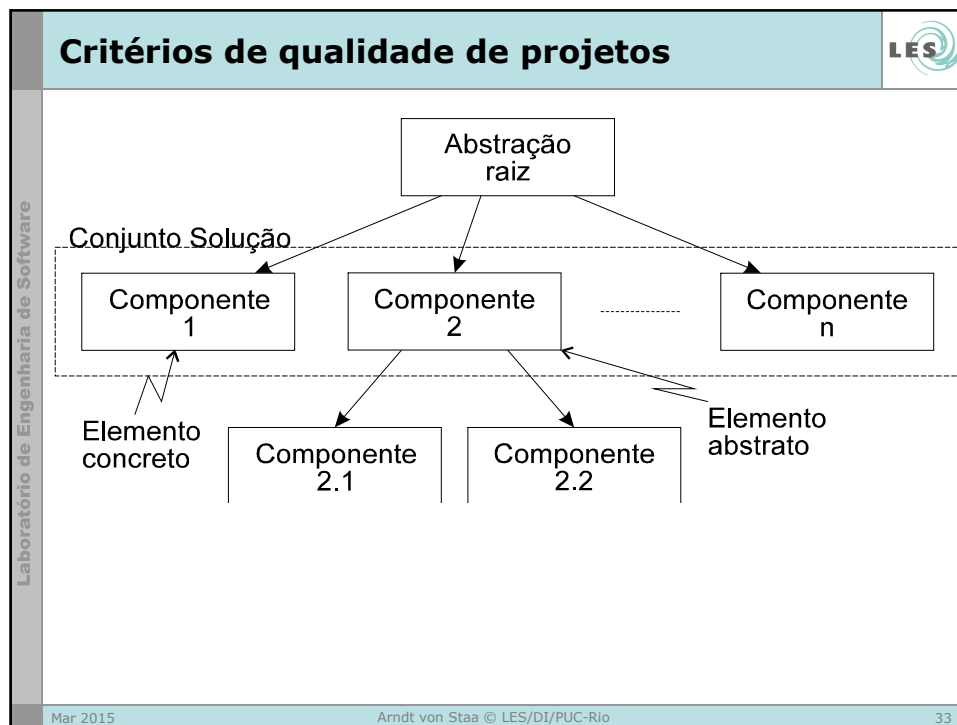 Critérios de qualidade de projetos
LES
Laboratório de Engenharia de Software
Abstração
raiz
Conjunto Solução
Componente
1
Componente
2
Componente
n
Elemento
concreto
Elemento
abstrato
Componente
2.1
Componente
2.2
Mar 2015
Arndt von Staa © LES/DI/PUC-Rio
33